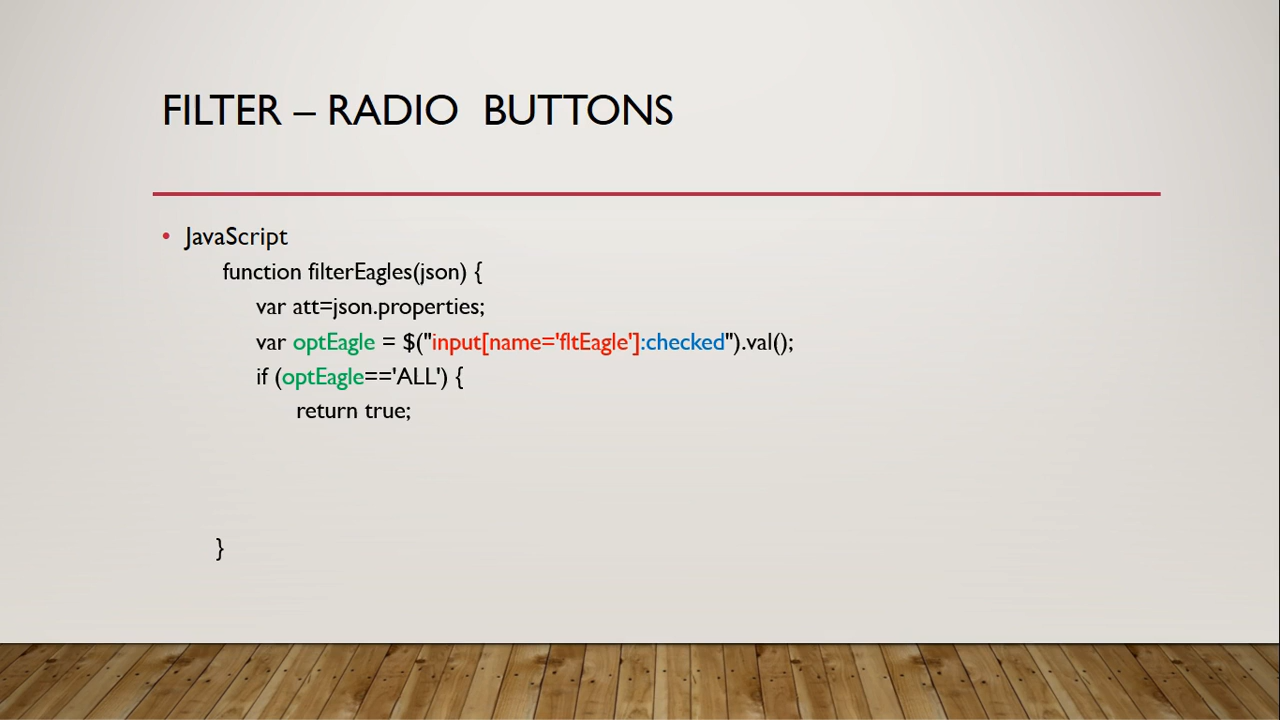 FILTER – RADIO BUTTONS
• JavaScript
function filterEagles(json) {
var att=json.properties;
var optEagle = $("input[name='fltEagle']:checked").val();
if (optEagle=='ALL') {
return true;
}